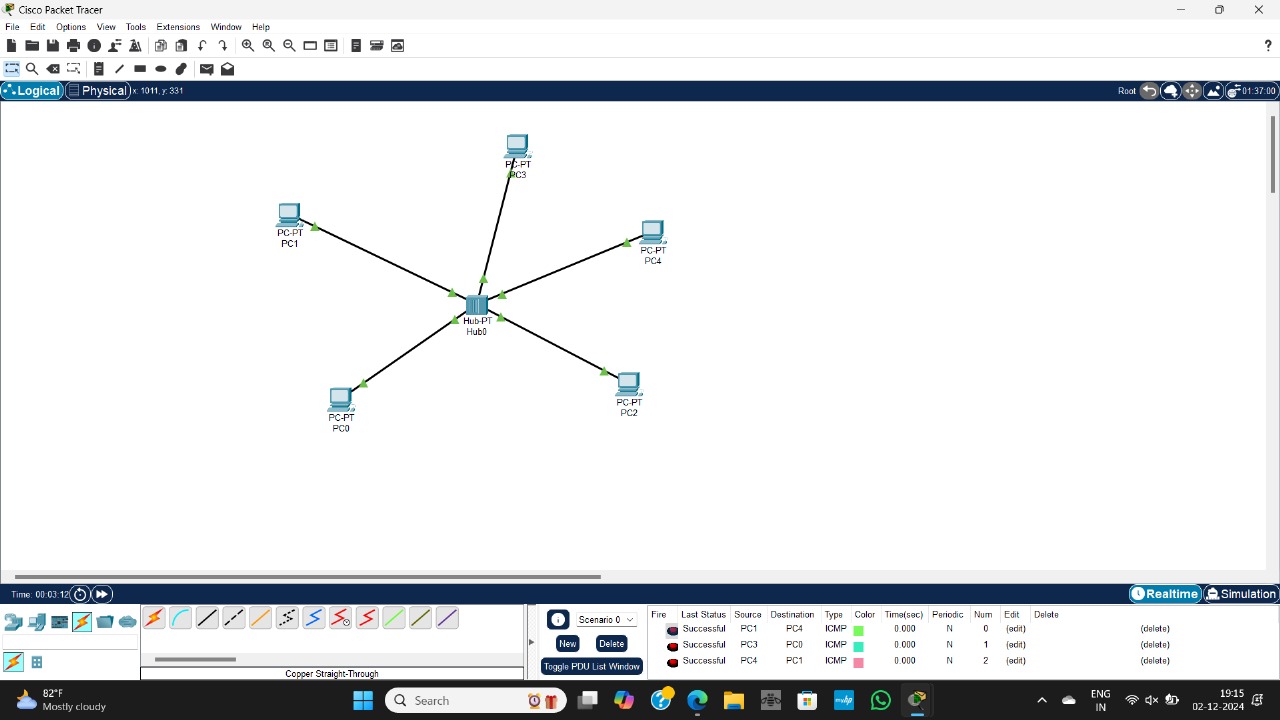 Cisco Packet Tracer
File Edit Options View Tools Extensions Window Help
?
Logical Physical x: 1011, y: 331 Root 01:37:00
PC-PT
PC3
PC-PT
PC1
PC-PT
PC4
Hub-PT
Hub0
PC-PT
PC0
PC-PT
PC2
Time: 00:03:12 Realtime Simulation
Scenario 0
New Delete
Toggle PDU List Window
Copper Straight-Through
Fire Last Status Source Destination Type Color Time(sec) Periodic Num Edit Delete
Successful PC1 PC4 ICMP 0.000 N 0 (edit) (delete)
Successful PC3 PC0 ICMP 0.000 N 1 (edit) (delete)
Successful PC4 PC1 ICMP 0.000 N 2 (edit) (delete)
82°F
Mostly cloudy
Search
ENG
IN
19:15
02-12-2024